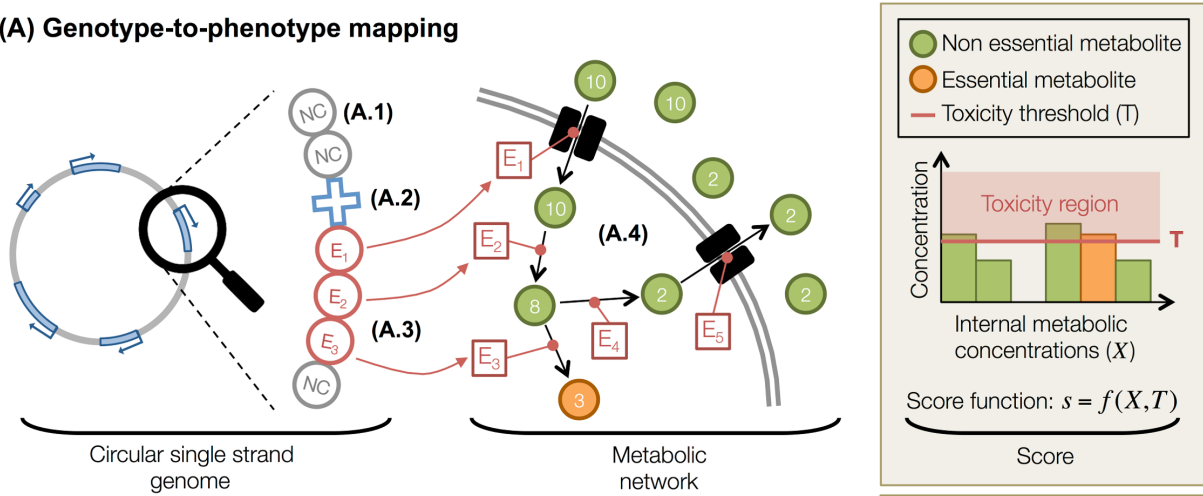 (A) Genotype-to-phenotype mapping
NC
(A.1)
NC
(A.2)
E1
E2
E3
(A.3)
NC
Circular single strand
genome
10
10
E1
10
2
2
E2
(A.4)
8
2
2
E3
E4
E5
3
Metabolic
network
Non essential metabolite
Essential metabolite
Toxicity threshold (T)
Concentration
Toxicity region
T
Internal metabolic
concentrations (X)
Score function: s = f(X,T)
Score